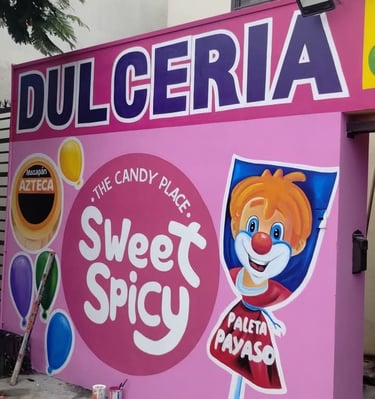 DULCERIA
Mazapán
AZTECA
· THE CANDY PLACE ·
Sweet
Spicy
PALETA
PAYASO